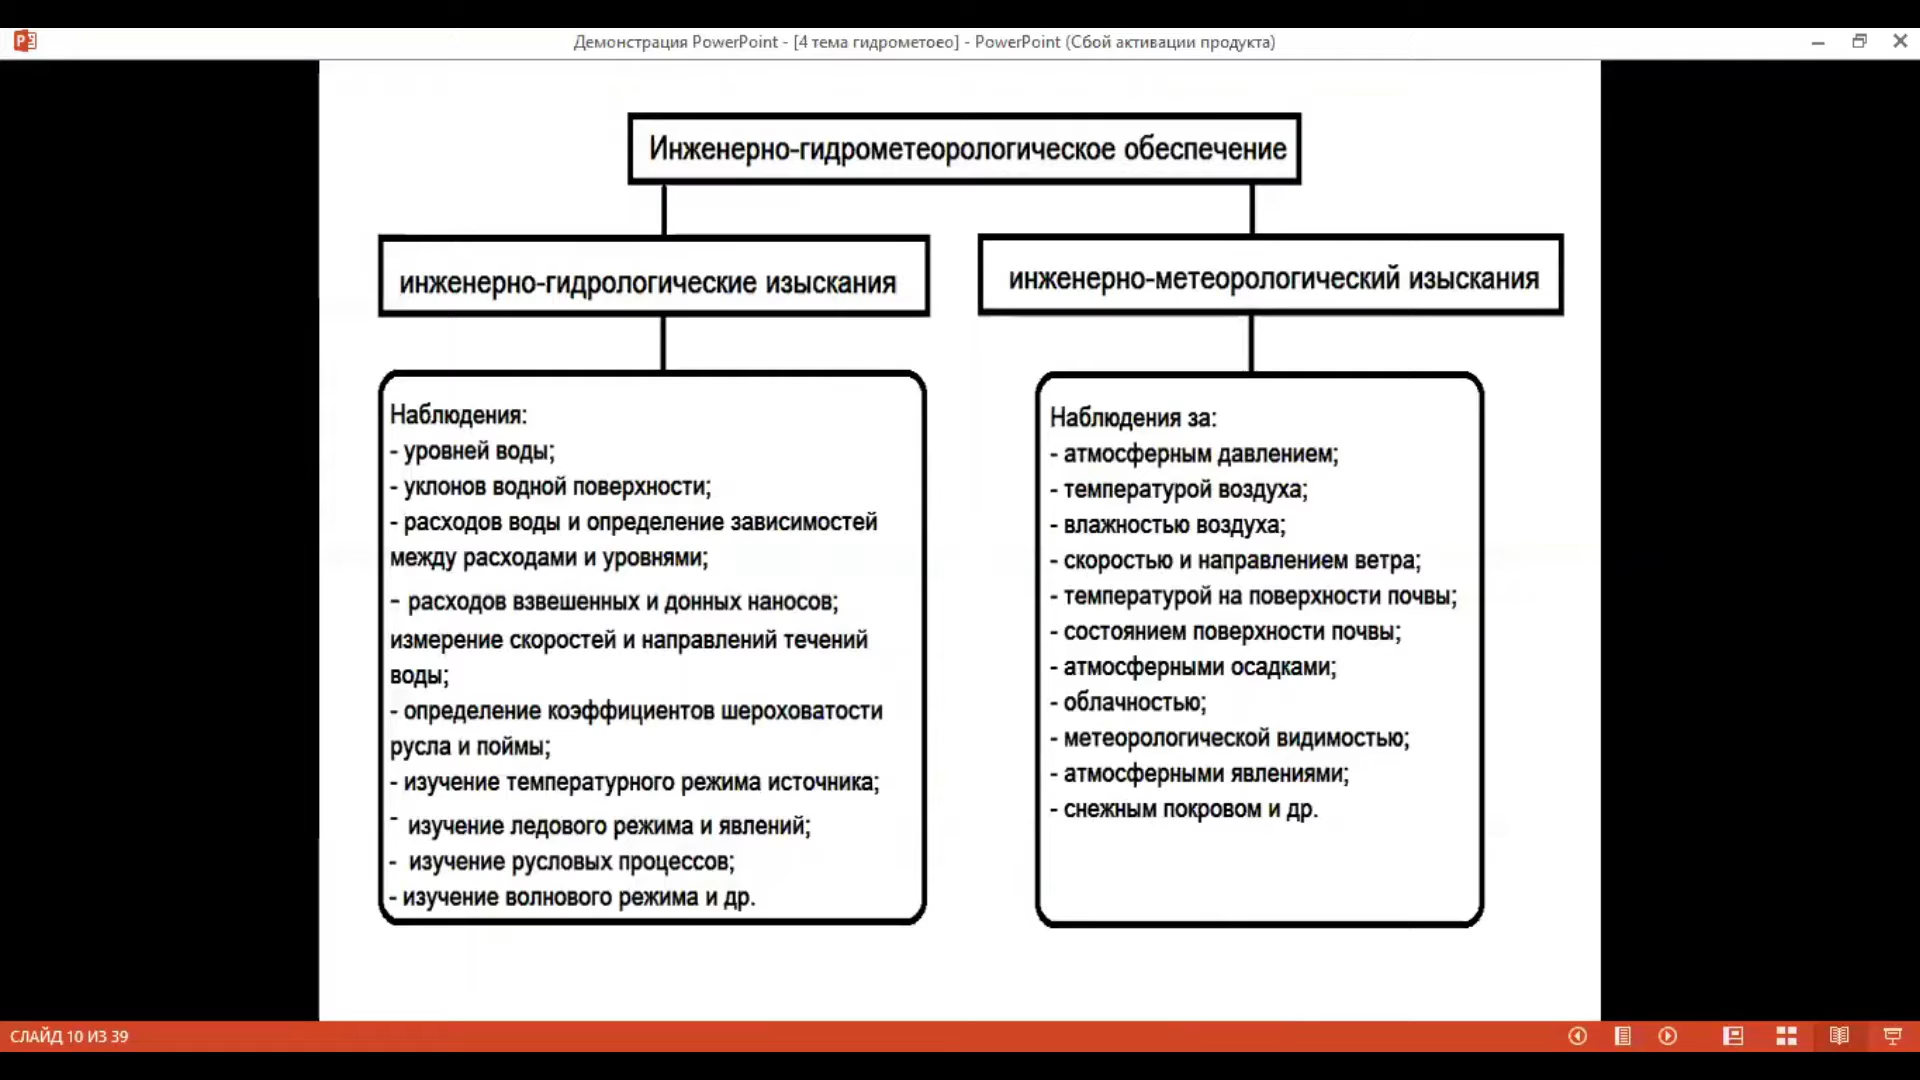 Демонстрация PowerPoint - [4 тема гидрометоео] - PowerPoint (Сбой активации продукта)
Инженерно-гидрометеорологическое обеспечение
инженерно-гидрологические изыскания
инженерно-метеорологический изыскания
Наблюдения:
- уровней воды;
- уклонов водной поверхности;
- расходов воды и определение зависимостей
между расходами и уровнями;
- расходов взвешенных и донных наносов;
измерение скоростей и направлений течений
воды;
- определение коэффициентов шероховатости
русла и поймы;
- изучение температурного режима источника;
- изучение ледового режима и явлений;
- изучение русловых процессов;
- изучение волнового режима и др.
Наблюдения за:
- атмосферным давлением;
- температурой воздуха;
- влажностью воздуха;
- скоростью и направлением ветра;
- температурой на поверхности почвы;
- состоянием поверхности почвы;
- атмосферными осадками;
- облачностью;
- метеорологической видимостью;
- атмосферными явлениями;
- снежным покровом и др.
СЛАЙД 10 ИЗ 39